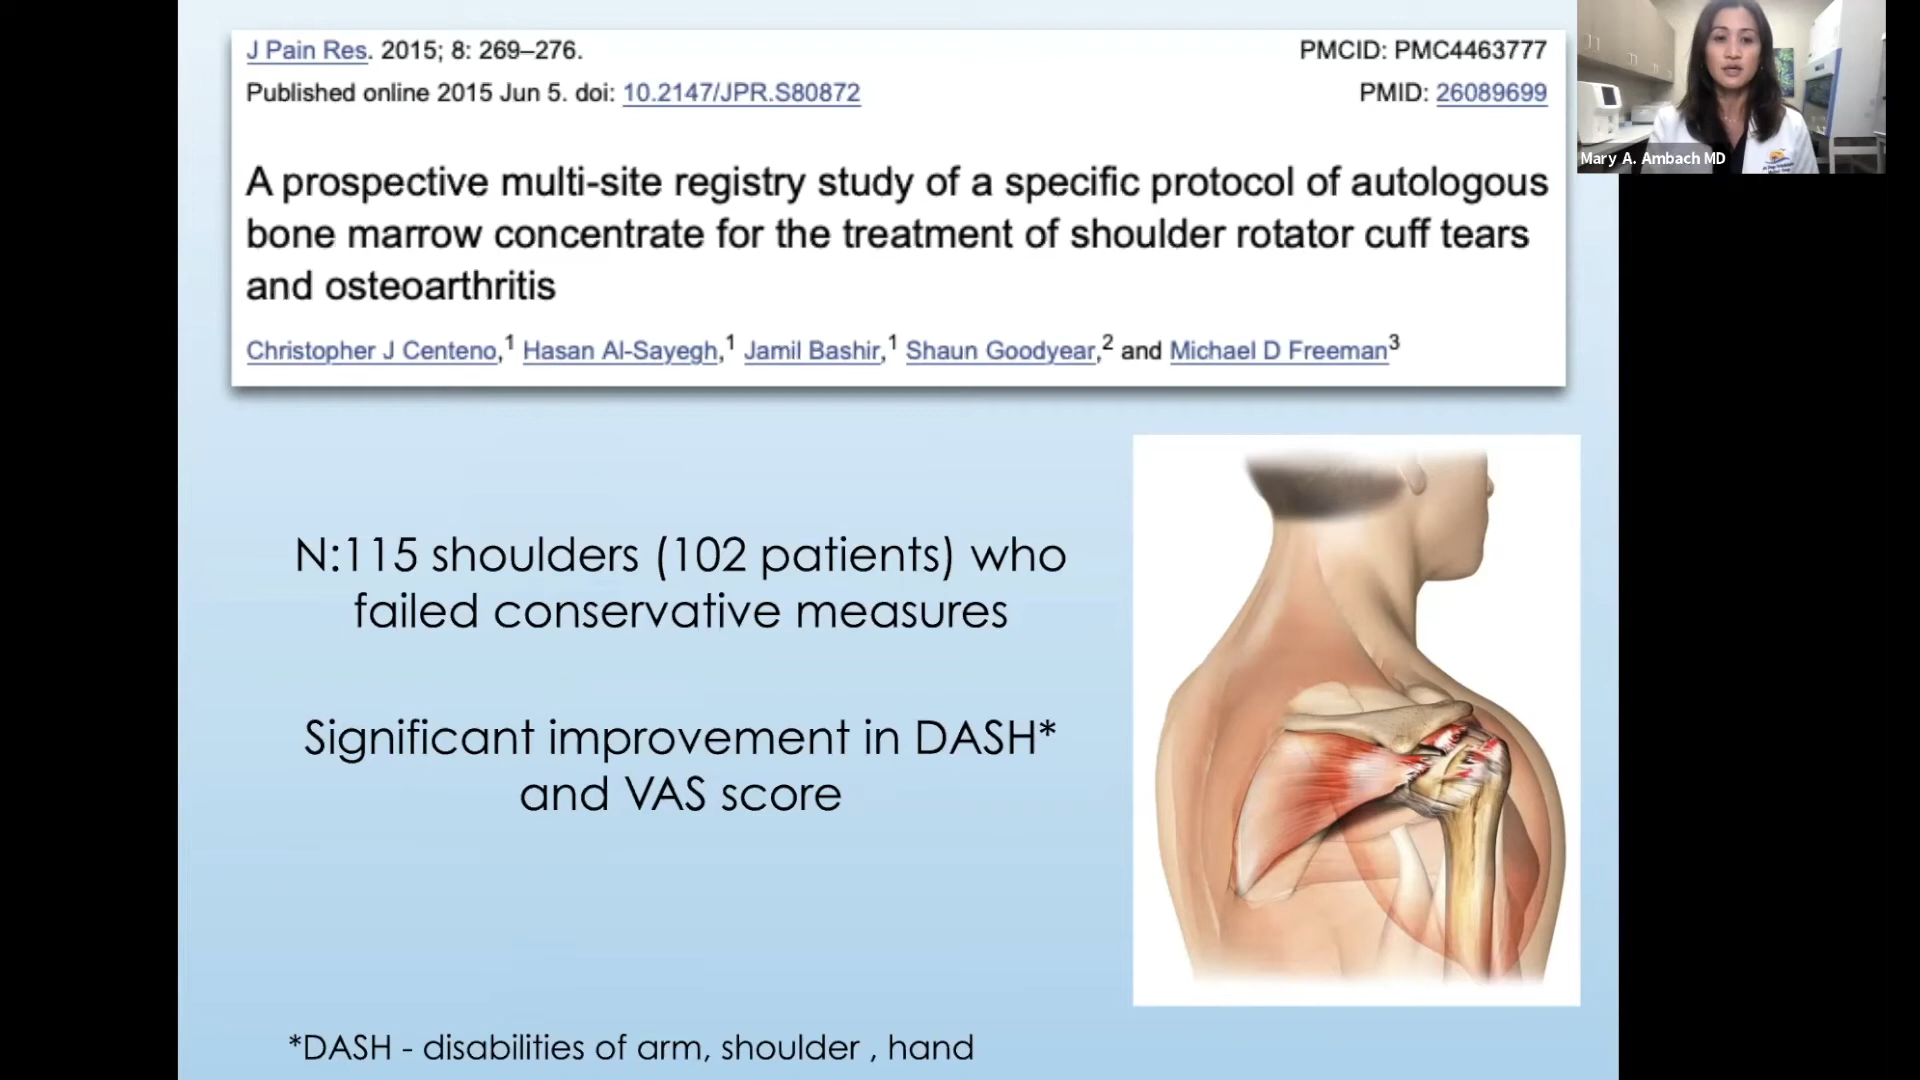 J Pain Res. 2015; 8: 269–276.
PMCID: PMC4463777
Published online 2015 Jun 5. doi: 10.2147/JPR.S80872
PMID: 26089699
A prospective multi-site registry study of a specific protocol of autologous
bone marrow concentrate for the treatment of shoulder rotator cuff tears
and osteoarthritis
Christopher J Centeno,1 Hasan Al-Sayegh,1 Jamil Bashir,1 Shaun Goodyear,2 and Michael D Freeman3
Mary A. Ambach MD
N:115 shoulders (102 patients) who
failed conservative measures
Significant improvement in DASH*
and VAS score
*DASH - disabilities of arm, shoulder , hand